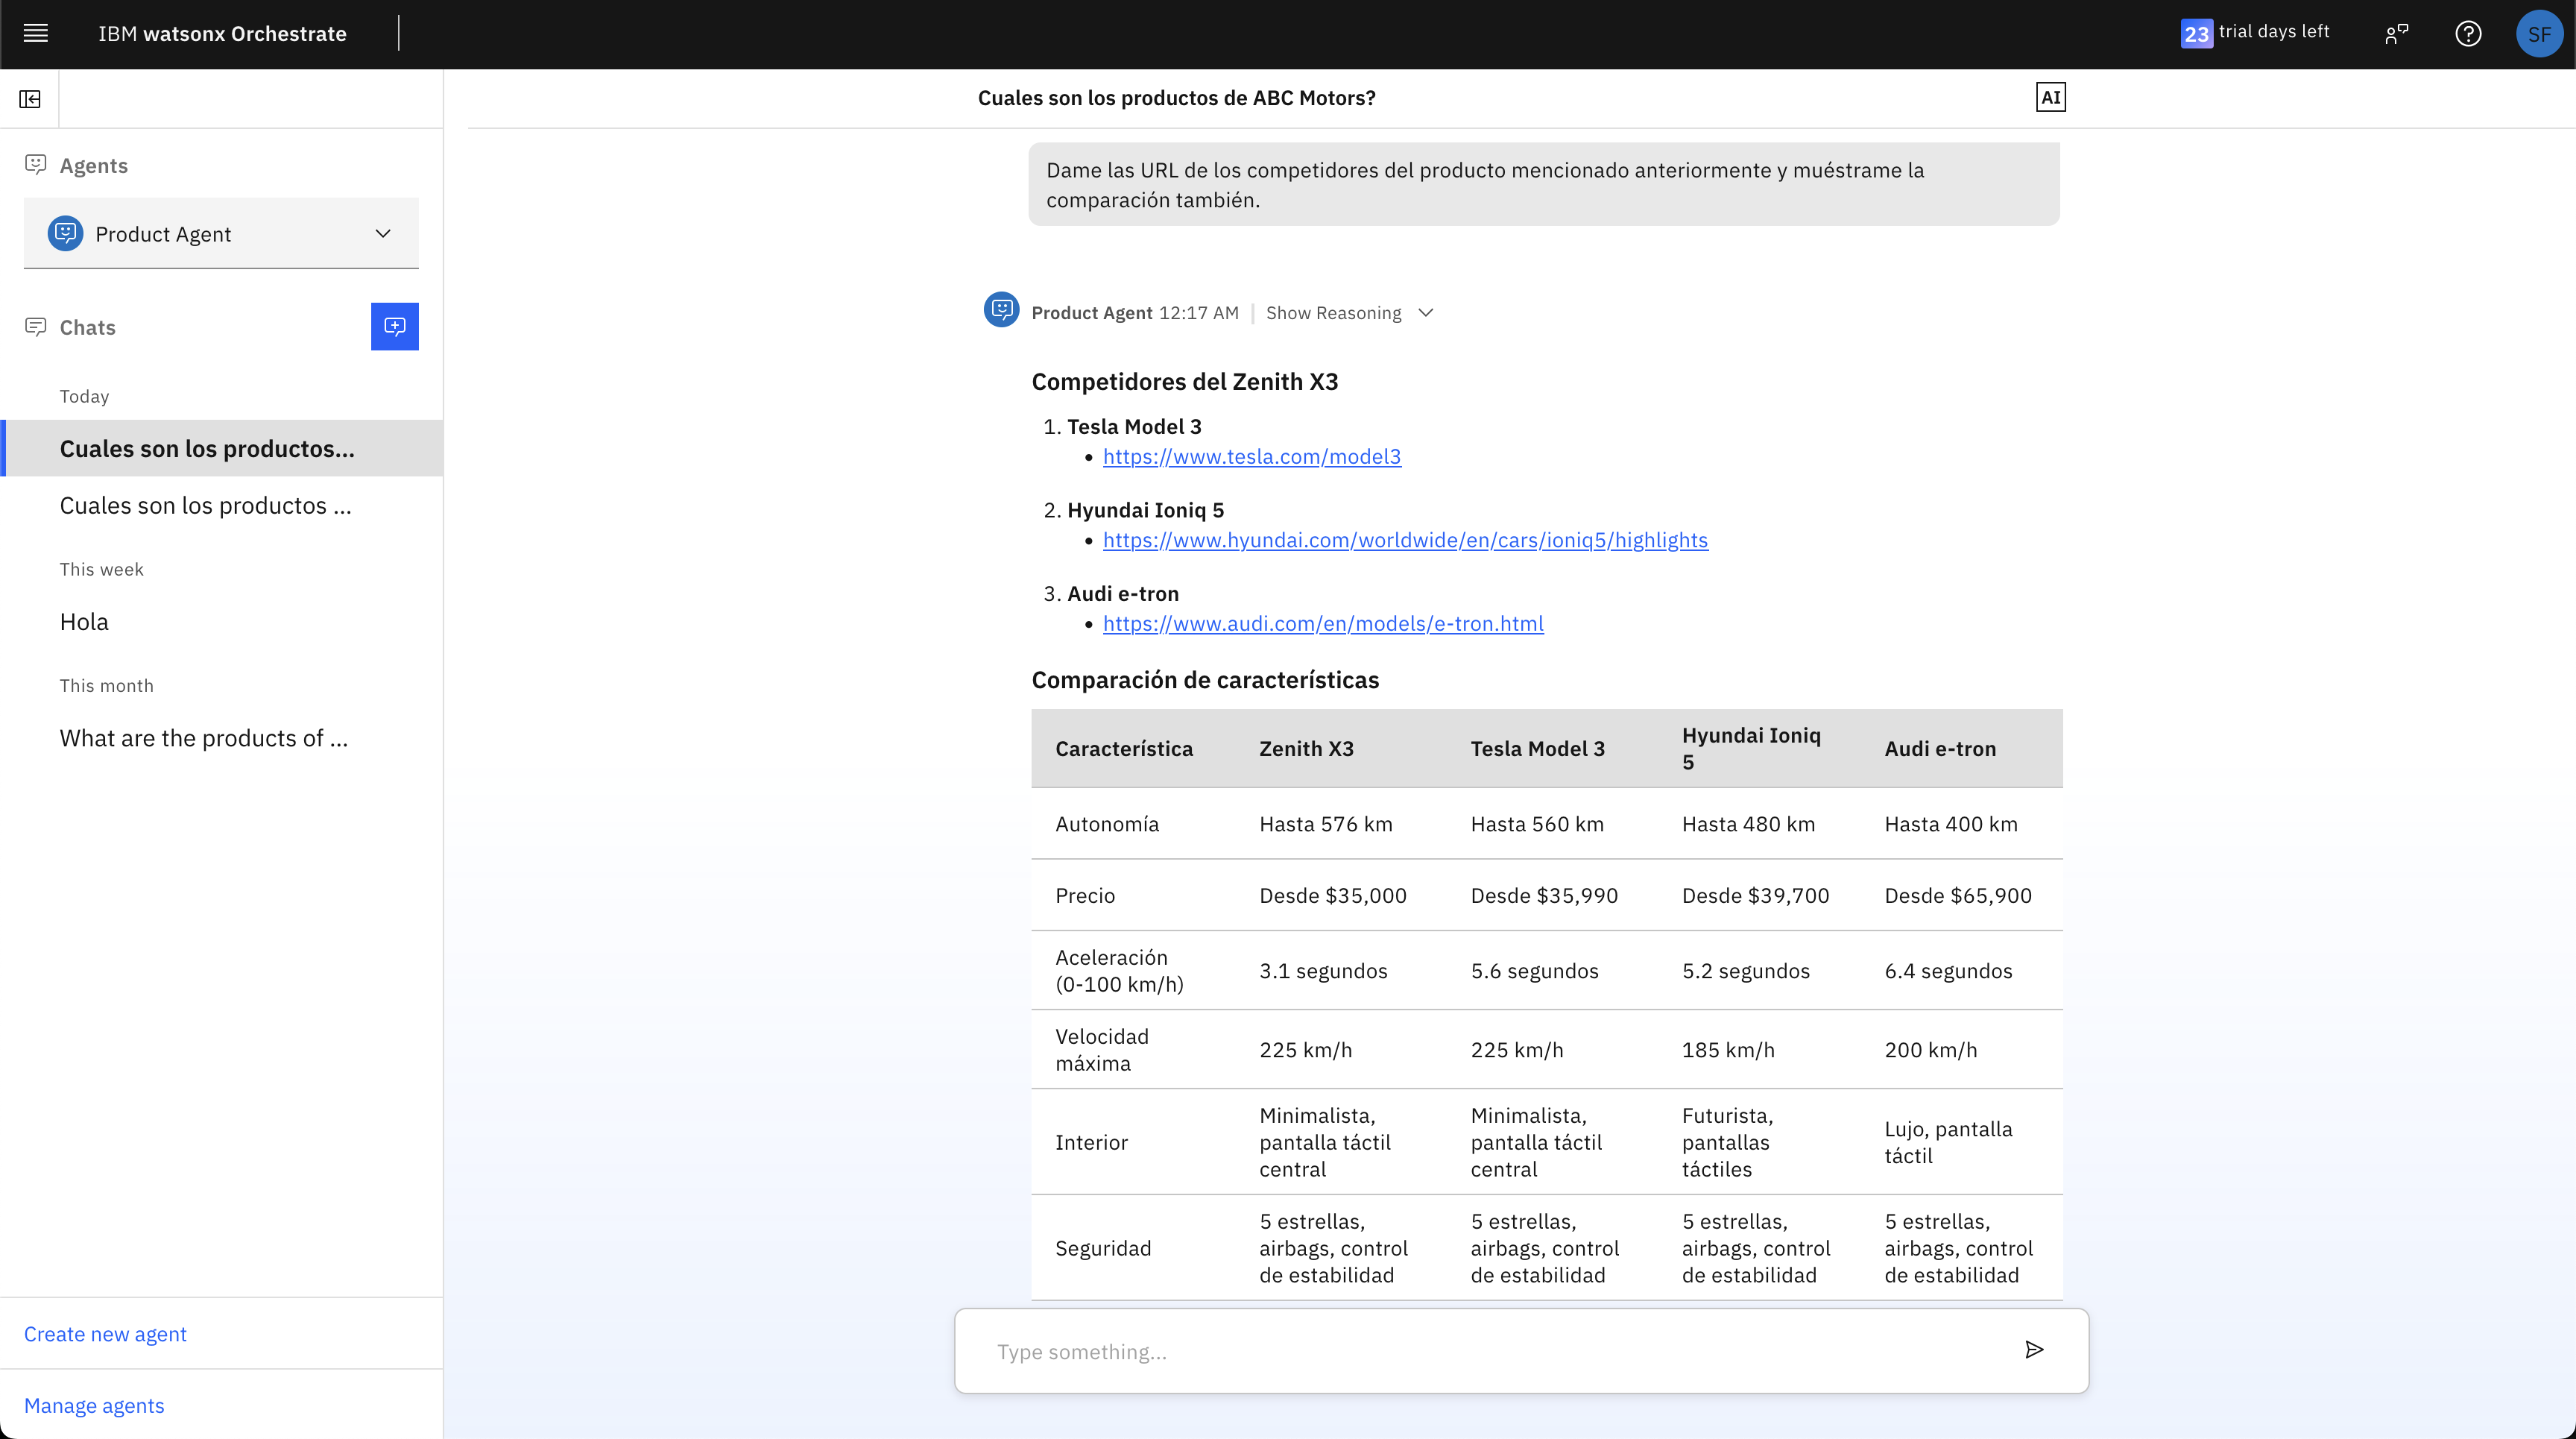 IBM watsonx Orchestrate
23 trial days left
SF
Cuales son los productos de ABC Motors?
AI
Agents
Product Agent
Chats
Today
Cuales son los productos...
Cuales son los productos ...
This week
Hola
This month
What are the products of ...
Create new agent
Manage agents
Dame las URL de los competidores del producto mencionado anteriormente y muéstrame la
comparación también.
Product Agent 12:17 AM | Show Reasoning
Competidores del Zenith X3
1. Tesla Model 3
• https://www.tesla.com/model3
2. Hyundai Ioniq 5
• https://www.hyundai.com/worldwide/en/cars/ioniq5/highlights
3. Audi e-tron
• https://www.audi.com/en/models/e-tron.html
Comparación de características
Característica Zenith X3 Tesla Model 3 Hyundai Ioniq 5 Audi e-tron
Autonomía Hasta 576 km Hasta 560 km Hasta 480 km Hasta 400 km
Precio Desde $35,000 Desde $35,990 Desde $39,700 Desde $65,900
Aceleración (0-100 km/h) 3.1 segundos 5.6 segundos 5.2 segundos 6.4 segundos
Velocidad máxima 225 km/h 225 km/h 185 km/h 200 km/h
Interior Minimalista, pantalla táctil central Minimalista, pantalla táctil central Futurista, pantallas táctiles Lujo, pantalla táctil
Seguridad 5 estrellas, airbags, control de estabilidad 5 estrellas, airbags, control de estabilidad 5 estrellas, airbags, control de estabilidad 5 estrellas, airbags, control de estabilidad
Type something...